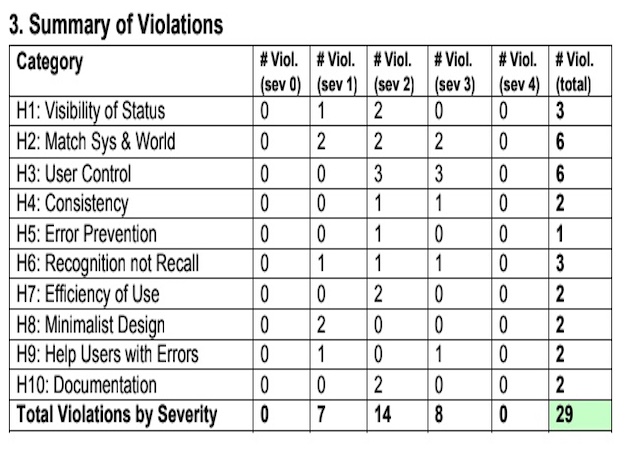 3. Summary of Violations
Category # Viol. (sev 0) # Viol. (sev 1) # Viol. (sev 2) # Viol. (sev 3) # Viol. (sev 4) # Viol. (total)
H1: Visibility of Status 0 1 2 0 0 3
H2: Match Sys & World 0 2 2 2 0 6
H3: User Control 0 0 3 3 0 6
H4: Consistency 0 0 1 1 0 2
H5: Error Prevention 0 0 1 0 0 1
H6: Recognition not Recall 0 1 1 1 0 3
H7: Efficiency of Use 0 0 2 0 0 2
H8: Minimalist Design 0 2 0 0 0 2
H9: Help Users with Errors 0 1 0 1 0 2
H10: Documentation 0 0 2 0 0 2
Total Violations by Severity 0 7 14 8 0 29